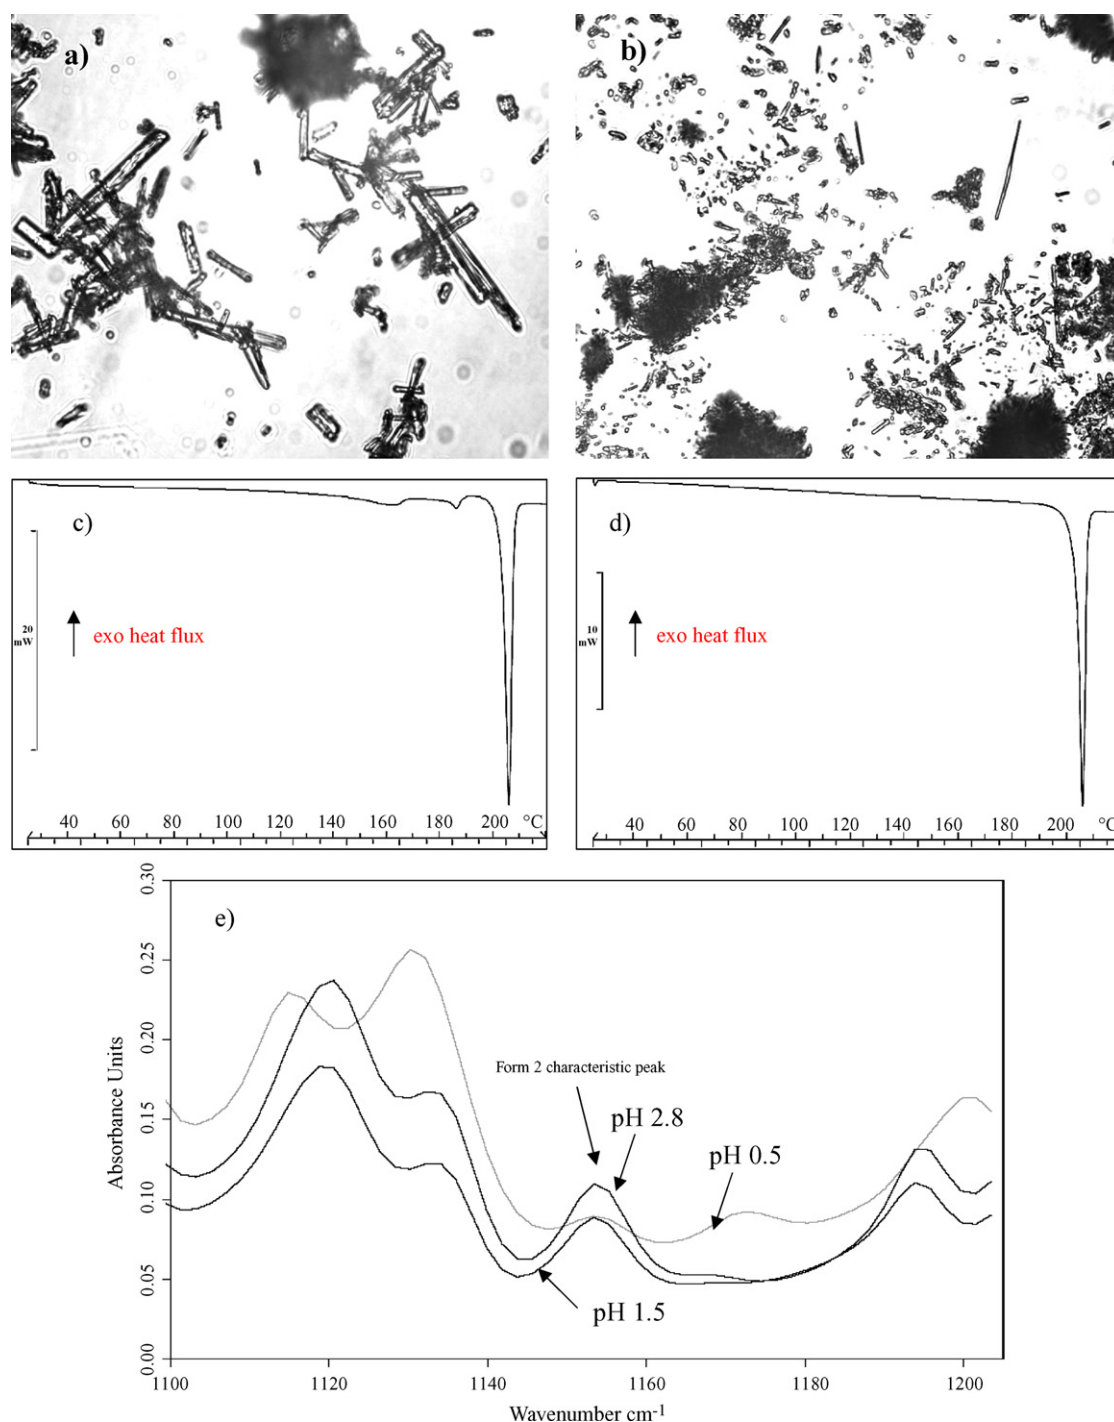 a)
b)
c)
20
mW
exo heat flux
40 60 80 100 120 140 160 180 200 °C
d)
10
mW
exo heat flux
40 60 80 100 120 140 160 180 200 °C
e)
0.30
0.25
0.20
0.15
0.10
0.05
0.00
Absorbance Units
Form 2 characteristic peak
pH 2.8
pH 0.5
pH 1.5
1100 1120 1140 1160 1180 1200
Wavenumber cm-1